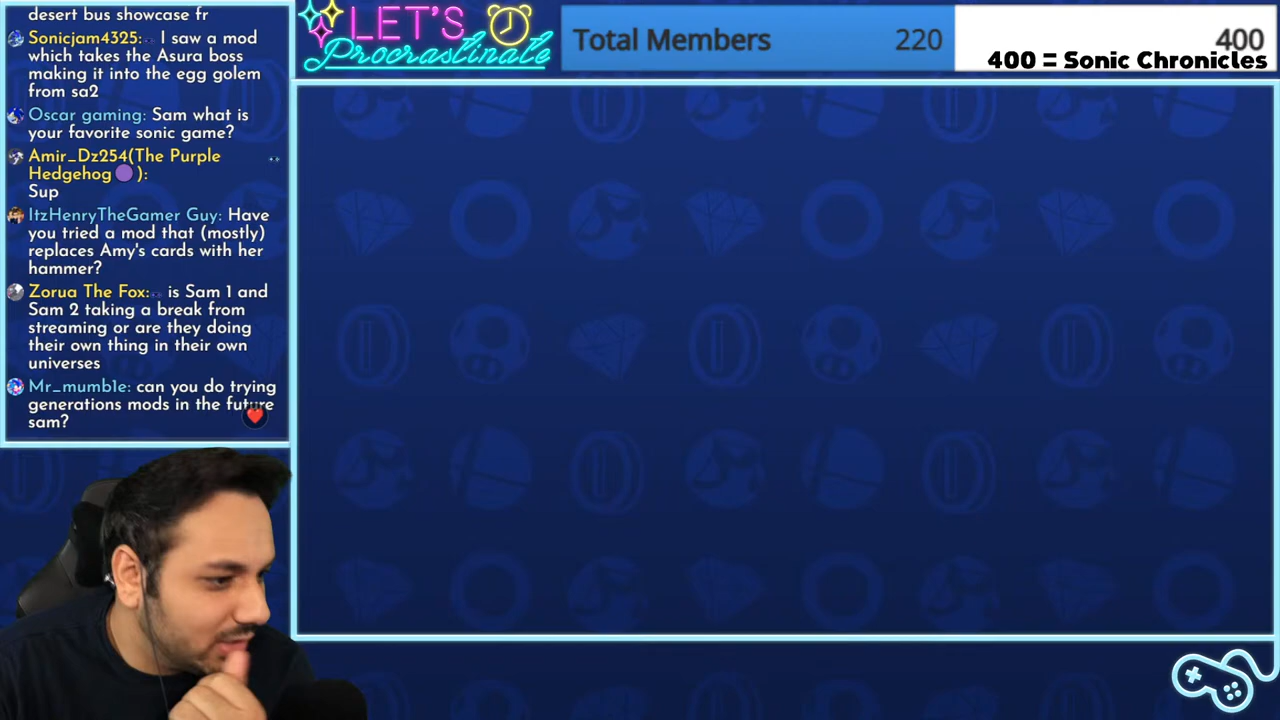 desert bus showcase fr
Sonicjam4325: I saw a mod
which takes the Asura boss
making it into the egg golem
from sa2
Oscar gaming: Sam what is
your favorite sonic game?
Amir_Dz254(The Purple
Hedgehog🟣):
Sup
ItzHenryTheGamer Guy: Have
you tried a mod that (mostly)
replaces Amy's cards with her
hammer?
Zorua The Fox: is Sam 1 and
Sam 2 taking a break from
streaming or are they doing
their own thing in their own
universes
Mr_mumb1e: can you do trying
generations mods in the future
sam?
LET'S
Procrastinate
Total Members 220 400
400 = Sonic Chronicles